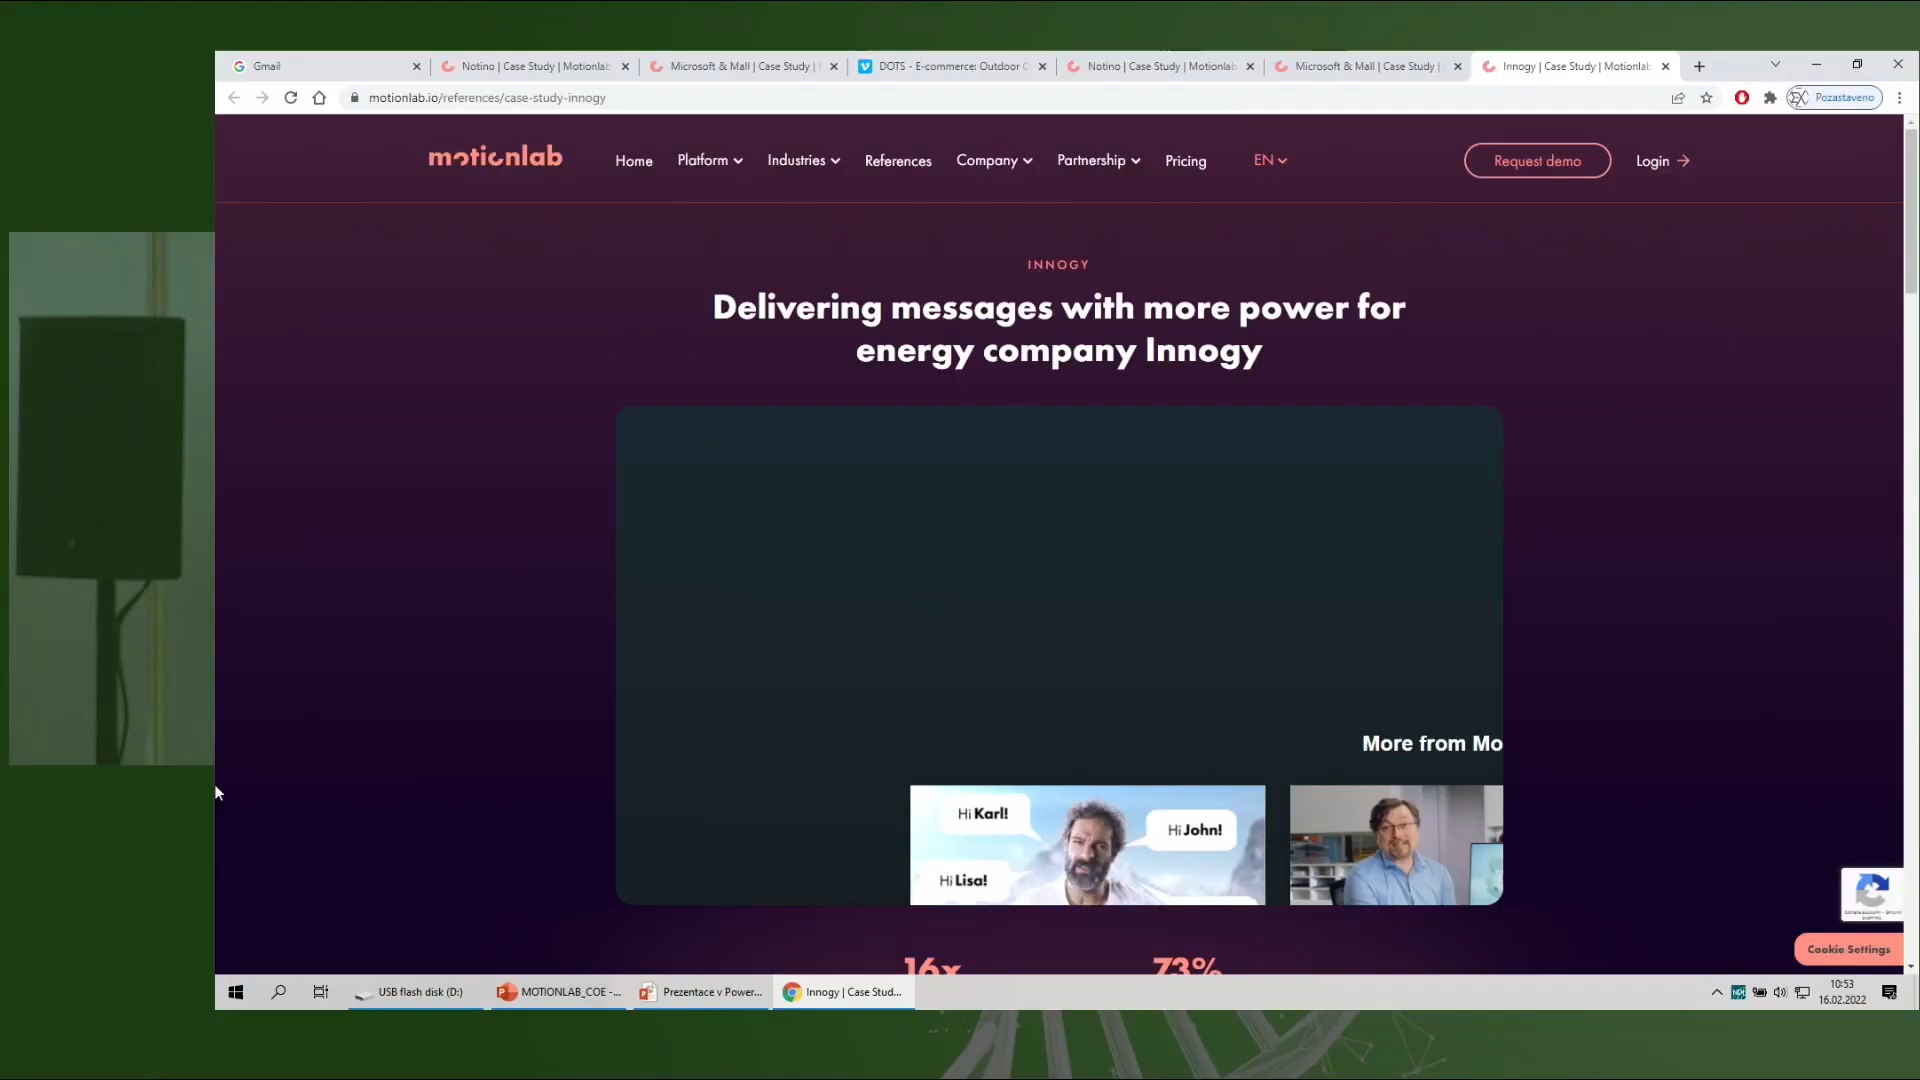 Gmail
Notino | Case Study | Motionlab
Microsoft & Mall | Case Study |
DOTS - E-commerce: Outdoor C
Notino | Case Study | Motionlab
Microsoft & Mall | Case Study |
Innogy | Case Study | Motionlab
motionlab.io/references/case-study-innogy
Pozastaveno
motionlab
Home
Platform
Industries
References
Company
Partnership
Pricing
EN
Request demo
Login
INNOGY
Delivering messages with more power for
energy company Innogy
More from Mo
Hi Karl!
Hi John!
Hi Lisa!
16x
73%
Cookie Settings
USB flash disk (D:)
MOTIONLAB_COE -...
Prezentace v Power...
Innogy | Case Stud...
10:53
16.02.2022